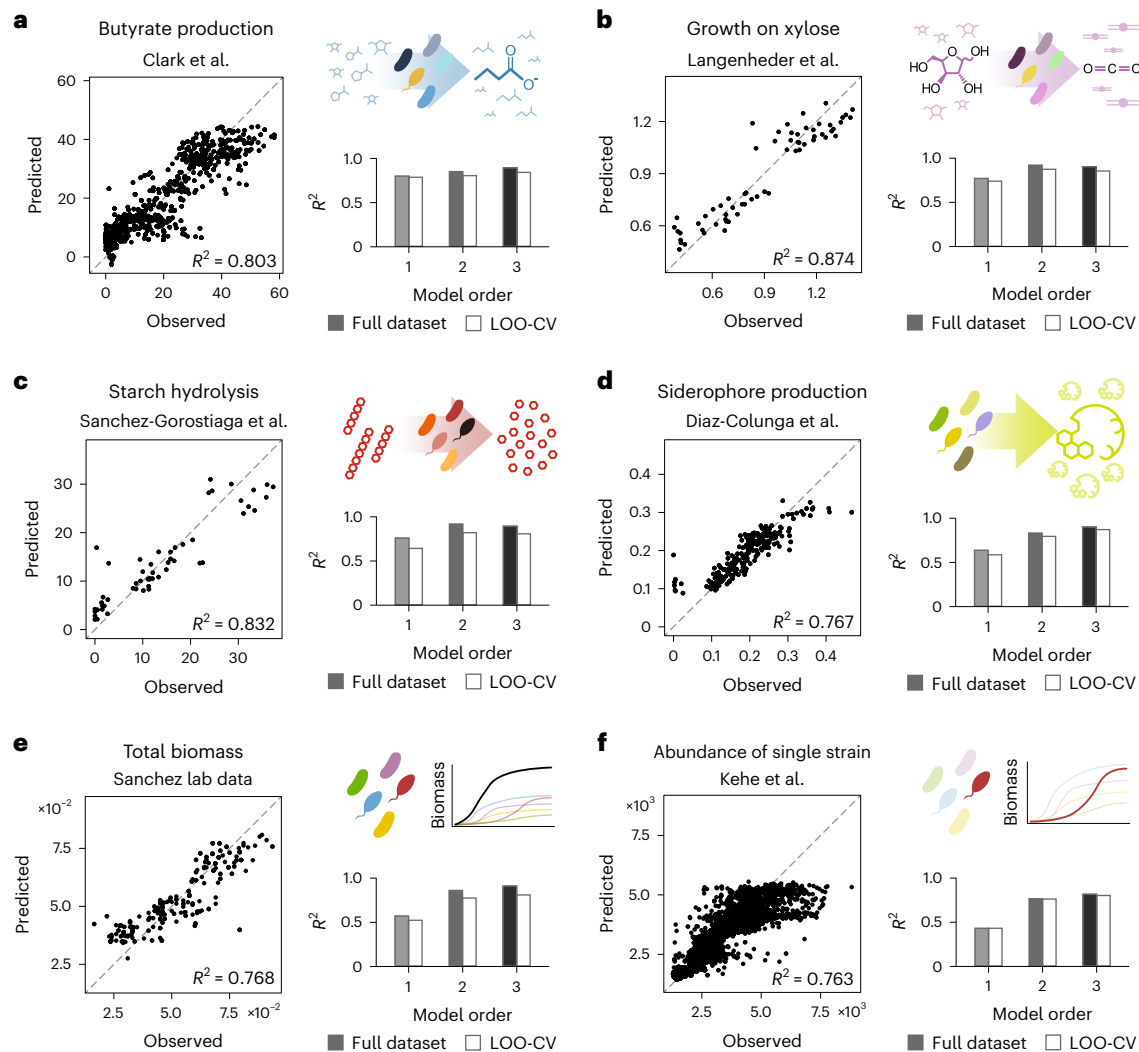 a
Butyrate production
Clark et al.
O
O−
60
40
20
0
Predicted
R² = 0.803
0 20 40 60
Observed
1.0
0.5
0
R²
1 2 3
Model order
Full dataset LOO-CV
b
Growth on xylose
Langenheder et al.
O OH
HO
HO OH
O=C=O
1.2
0.9
0.6
Predicted
R² = 0.874
0.6 0.9 1.2
Observed
1.0
0.5
0
R²
1 2 3
Model order
Full dataset LOO-CV
c
Starch hydrolysis
Sanchez-Gorostiaga et al.
30
20
10
0
Predicted
R² = 0.832
0 10 20 30
Observed
1.0
0.5
0
R²
1 2 3
Model order
Full dataset LOO-CV
d
Siderophore production
Diaz-Colunga et al.
0.4
0.3
0.2
0.1
0
Predicted
R² = 0.767
0 0.1 0.2 0.3 0.4
Observed
1.0
0.5
0
R²
1 2 3
Model order
Full dataset LOO-CV
e
Total biomass
Sanchez lab data
Biomass
×10⁻²
7.5
5.0
2.5
Predicted
R² = 0.768
2.5 5.0 7.5 ×10⁻²
Observed
1.0
0.5
0
R²
1 2 3
Model order
Full dataset LOO-CV
f
Abundance of single strain
Kehe et al.
Biomass
×10³
7.5
5.0
2.5
Predicted
R² = 0.763
2.5 5.0 7.5 ×10³
Observed
1.0
0.5
0
R²
1 2 3
Model order
Full dataset LOO-CV